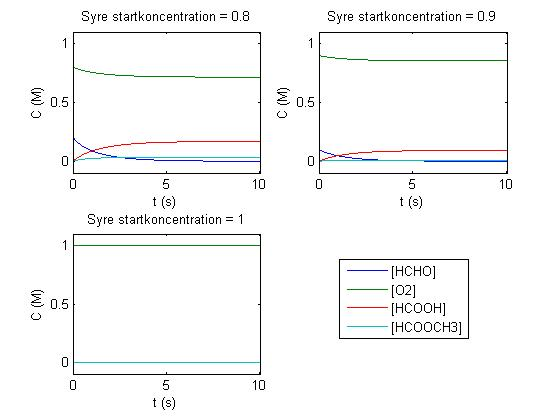 Syre startkoncentration = 0.8
1
0.5
0
C (M)
0
5
10
t (s)
Syre startkoncentration = 0.9
1
0.5
0
C (M)
0
5
10
t (s)
Syre startkoncentration = 1
1
0.5
0
C (M)
0
5
10
t (s)
[HCHO]
[O2]
[HCOOH]
[HCOOCH3]